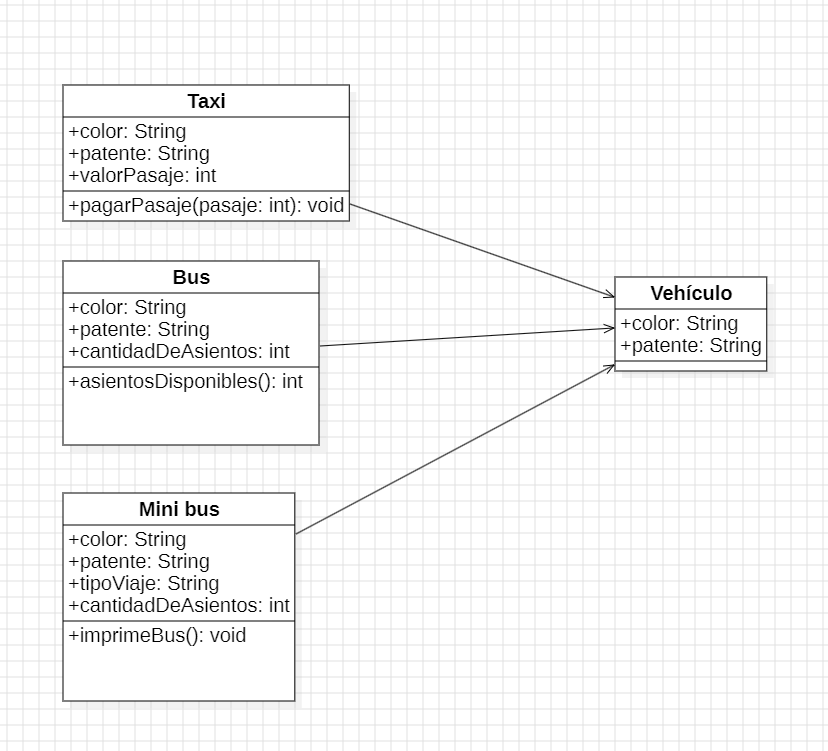 Taxi
+color: String
+patente: String
+valorPasaje: int
+pagarPasaje(pasaje: int): void
Bus
+color: String
+patente: String
+cantidadDeAsientos: int
+asientosDisponibles(): int
Vehículo
+color: String
+patente: String
Mini bus
+color: String
+patente: String
+tipoViaje: String
+cantidadDeAsientos: int
+imprimeBus(): void